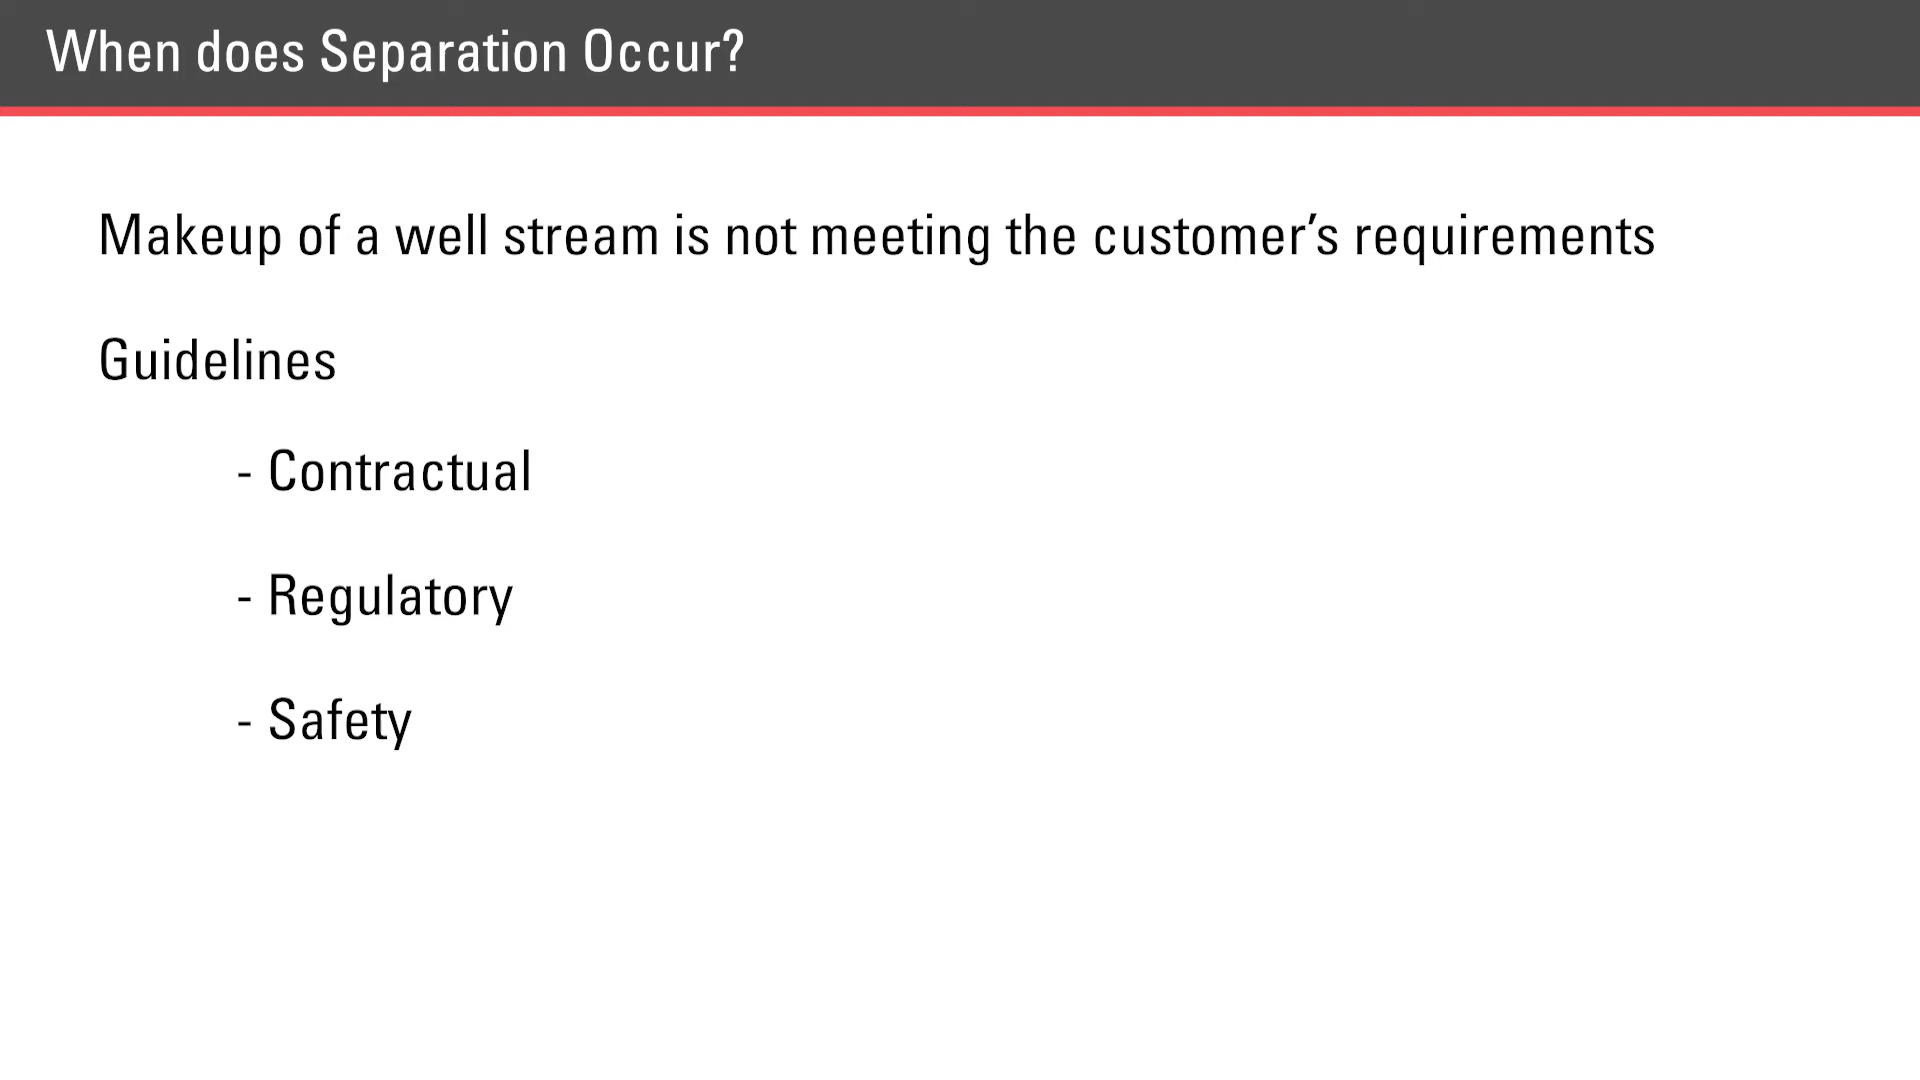 When does Separation Occur?
Makeup of a well stream is not meeting the customer’s requirements
Guidelines
- Contractual
- Regulatory
- Safety